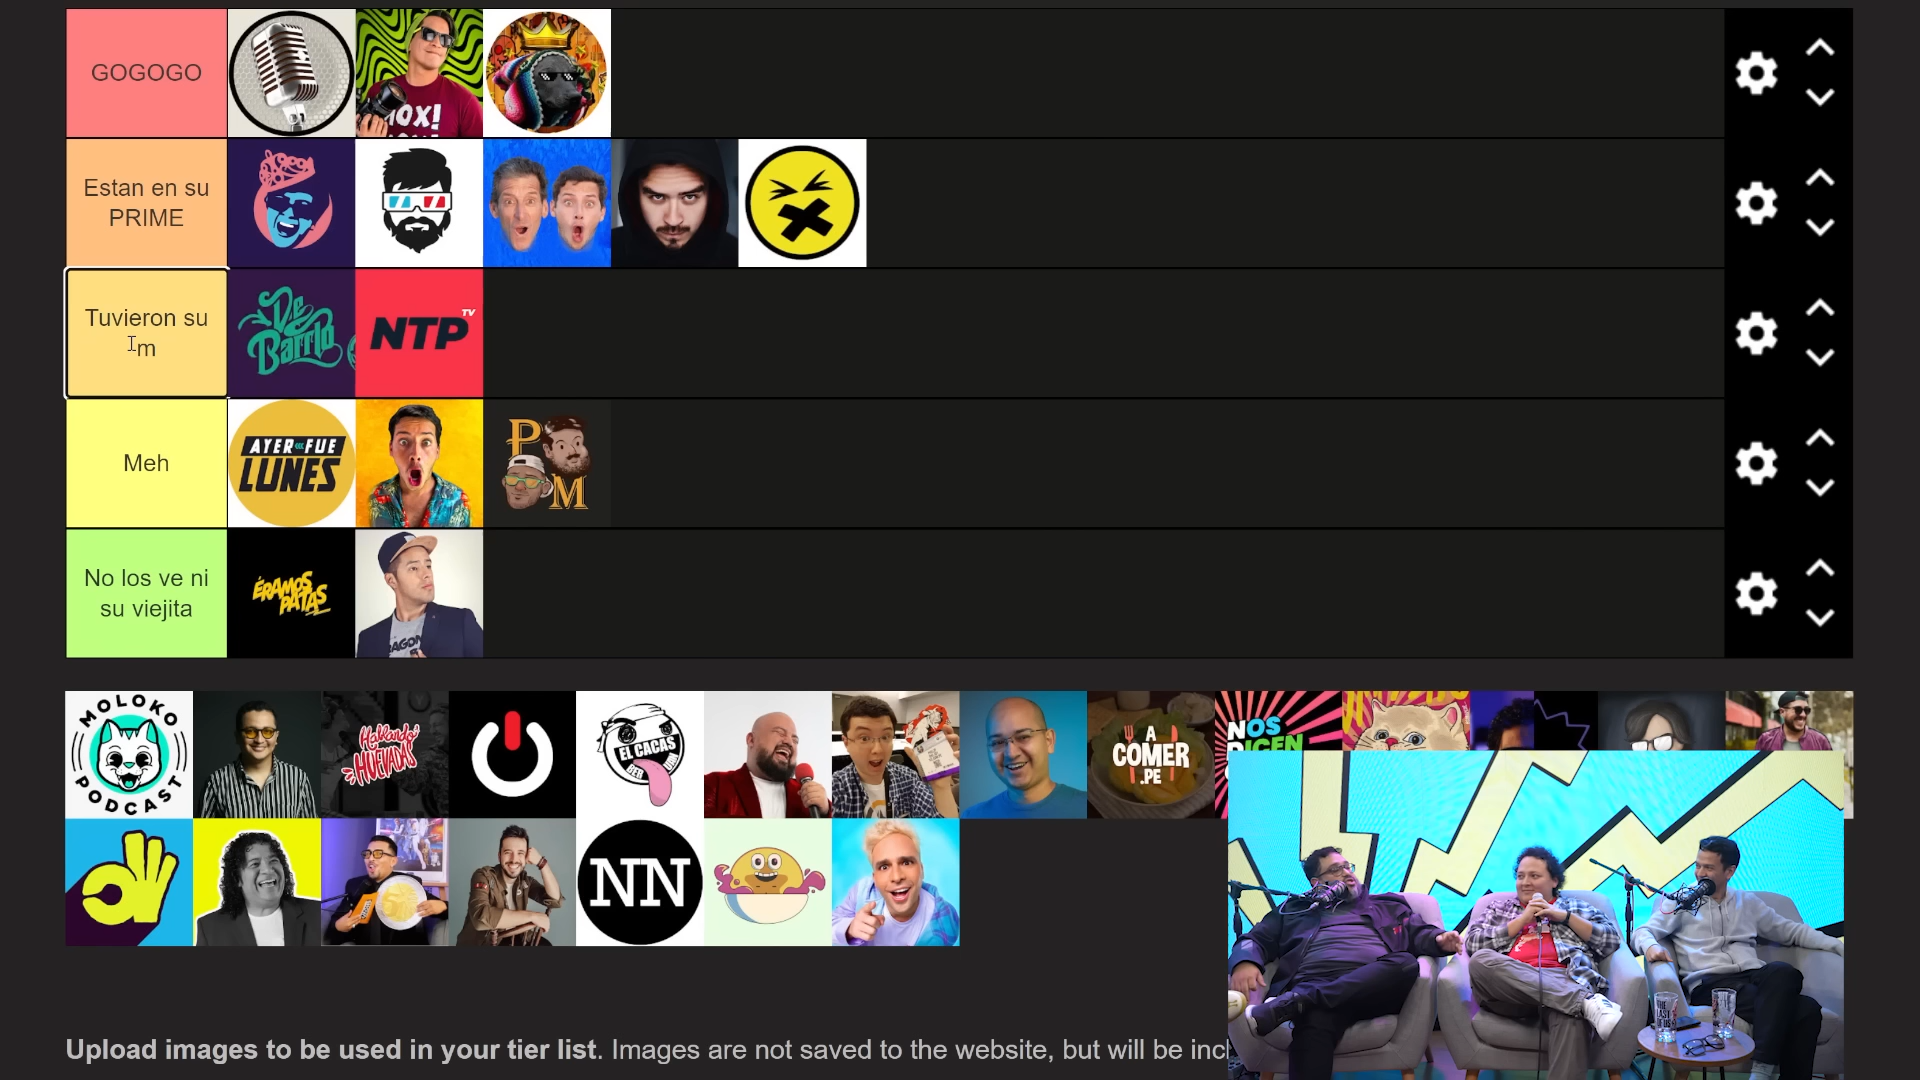 GOGOGO
OX!
Estan en su
PRIME
Tuvieron su
m
De
Barrio
NTP
TV
Meh
AYER FUE
LUNES
P
M
No los ve ni
su viejita
ÉRAMOS
PATAS
MOLOKO
PODCAST
Hablando
HUEVADAS
EL CACAS
A
COMER
.PE
NOS
DICEN
NN
Upload images to be used in your tier list. Images are not saved to the website, but will be incl